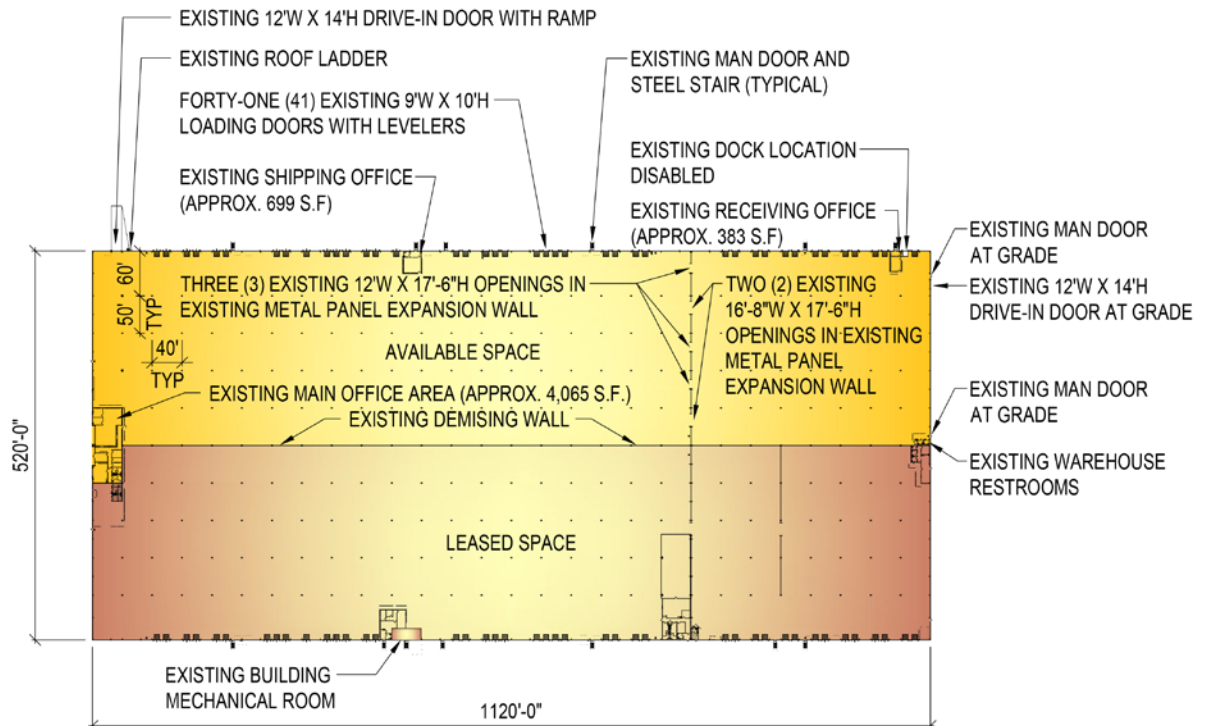 EXISTING 12'W X 14'H DRIVE-IN DOOR WITH RAMP
EXISTING ROOF LADDER
FORTY-ONE (41) EXISTING 9'W X 10'H
LOADING DOORS WITH LEVELERS
EXISTING SHIPPING OFFICE
(APPROX. 699 S.F)
EXISTING MAN DOOR AND
STEEL STAIR (TYPICAL)
EXISTING DOCK LOCATION
DISABLED
EXISTING RECEIVING OFFICE
(APPROX. 383 S.F)
EXISTING MAN DOOR
AT GRADE
EXISTING 12'W X 14'H
DRIVE-IN DOOR AT GRADE
60'
50'
TYP
40'
TYP
THREE (3) EXISTING 12'W X 17'-6"H OPENINGS IN
EXISTING METAL PANEL EXPANSION WALL
TWO (2) EXISTING
16'-8"W X 17'-6"H
OPENINGS IN EXISTING
METAL PANEL
EXPANSION WALL
AVAILABLE SPACE
EXISTING MAIN OFFICE AREA (APPROX. 4,065 S.F.)
EXISTING DEMISING WALL
EXISTING MAN DOOR
AT GRADE
EXISTING WAREHOUSE
RESTROOMS
520'-0"
LEASED SPACE
EXISTING BUILDING
MECHANICAL ROOM
1120'-0"